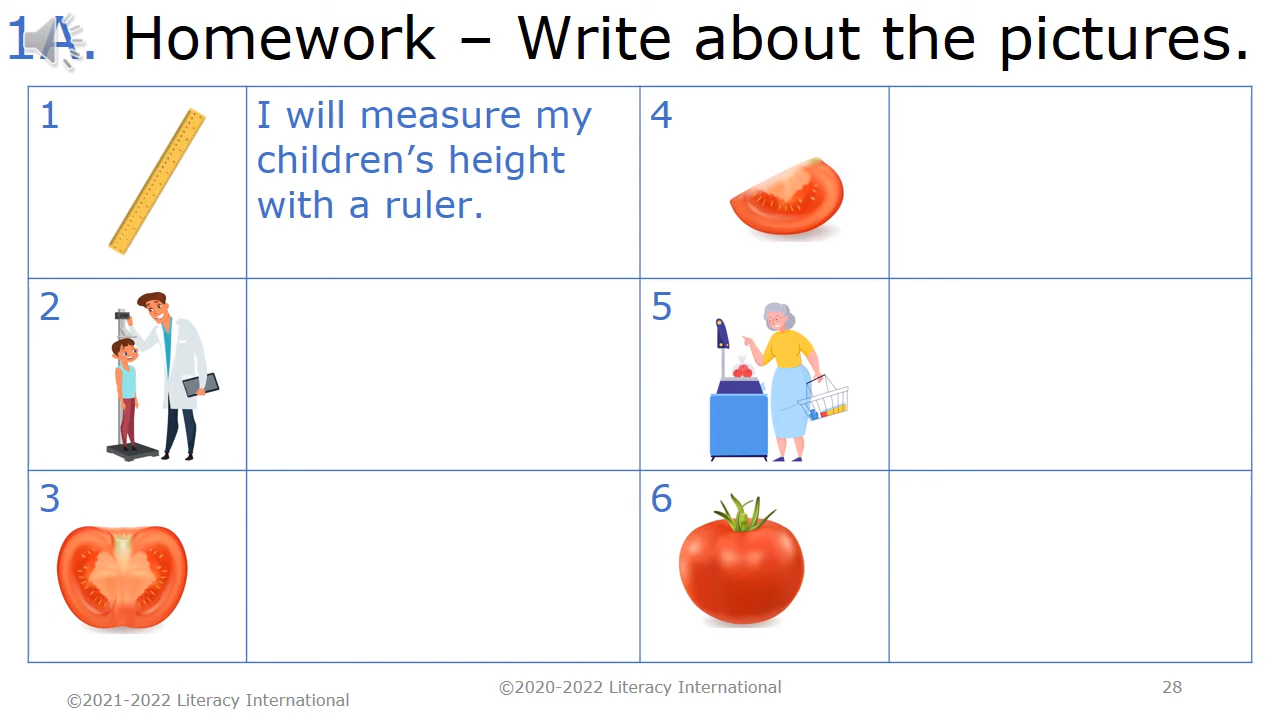 1A. Homework – Write about the pictures.
1
I will measure my
children’s height
with a ruler.
4
2
5
3
6
©2021-2022 Literacy International
©2020-2022 Literacy International
28